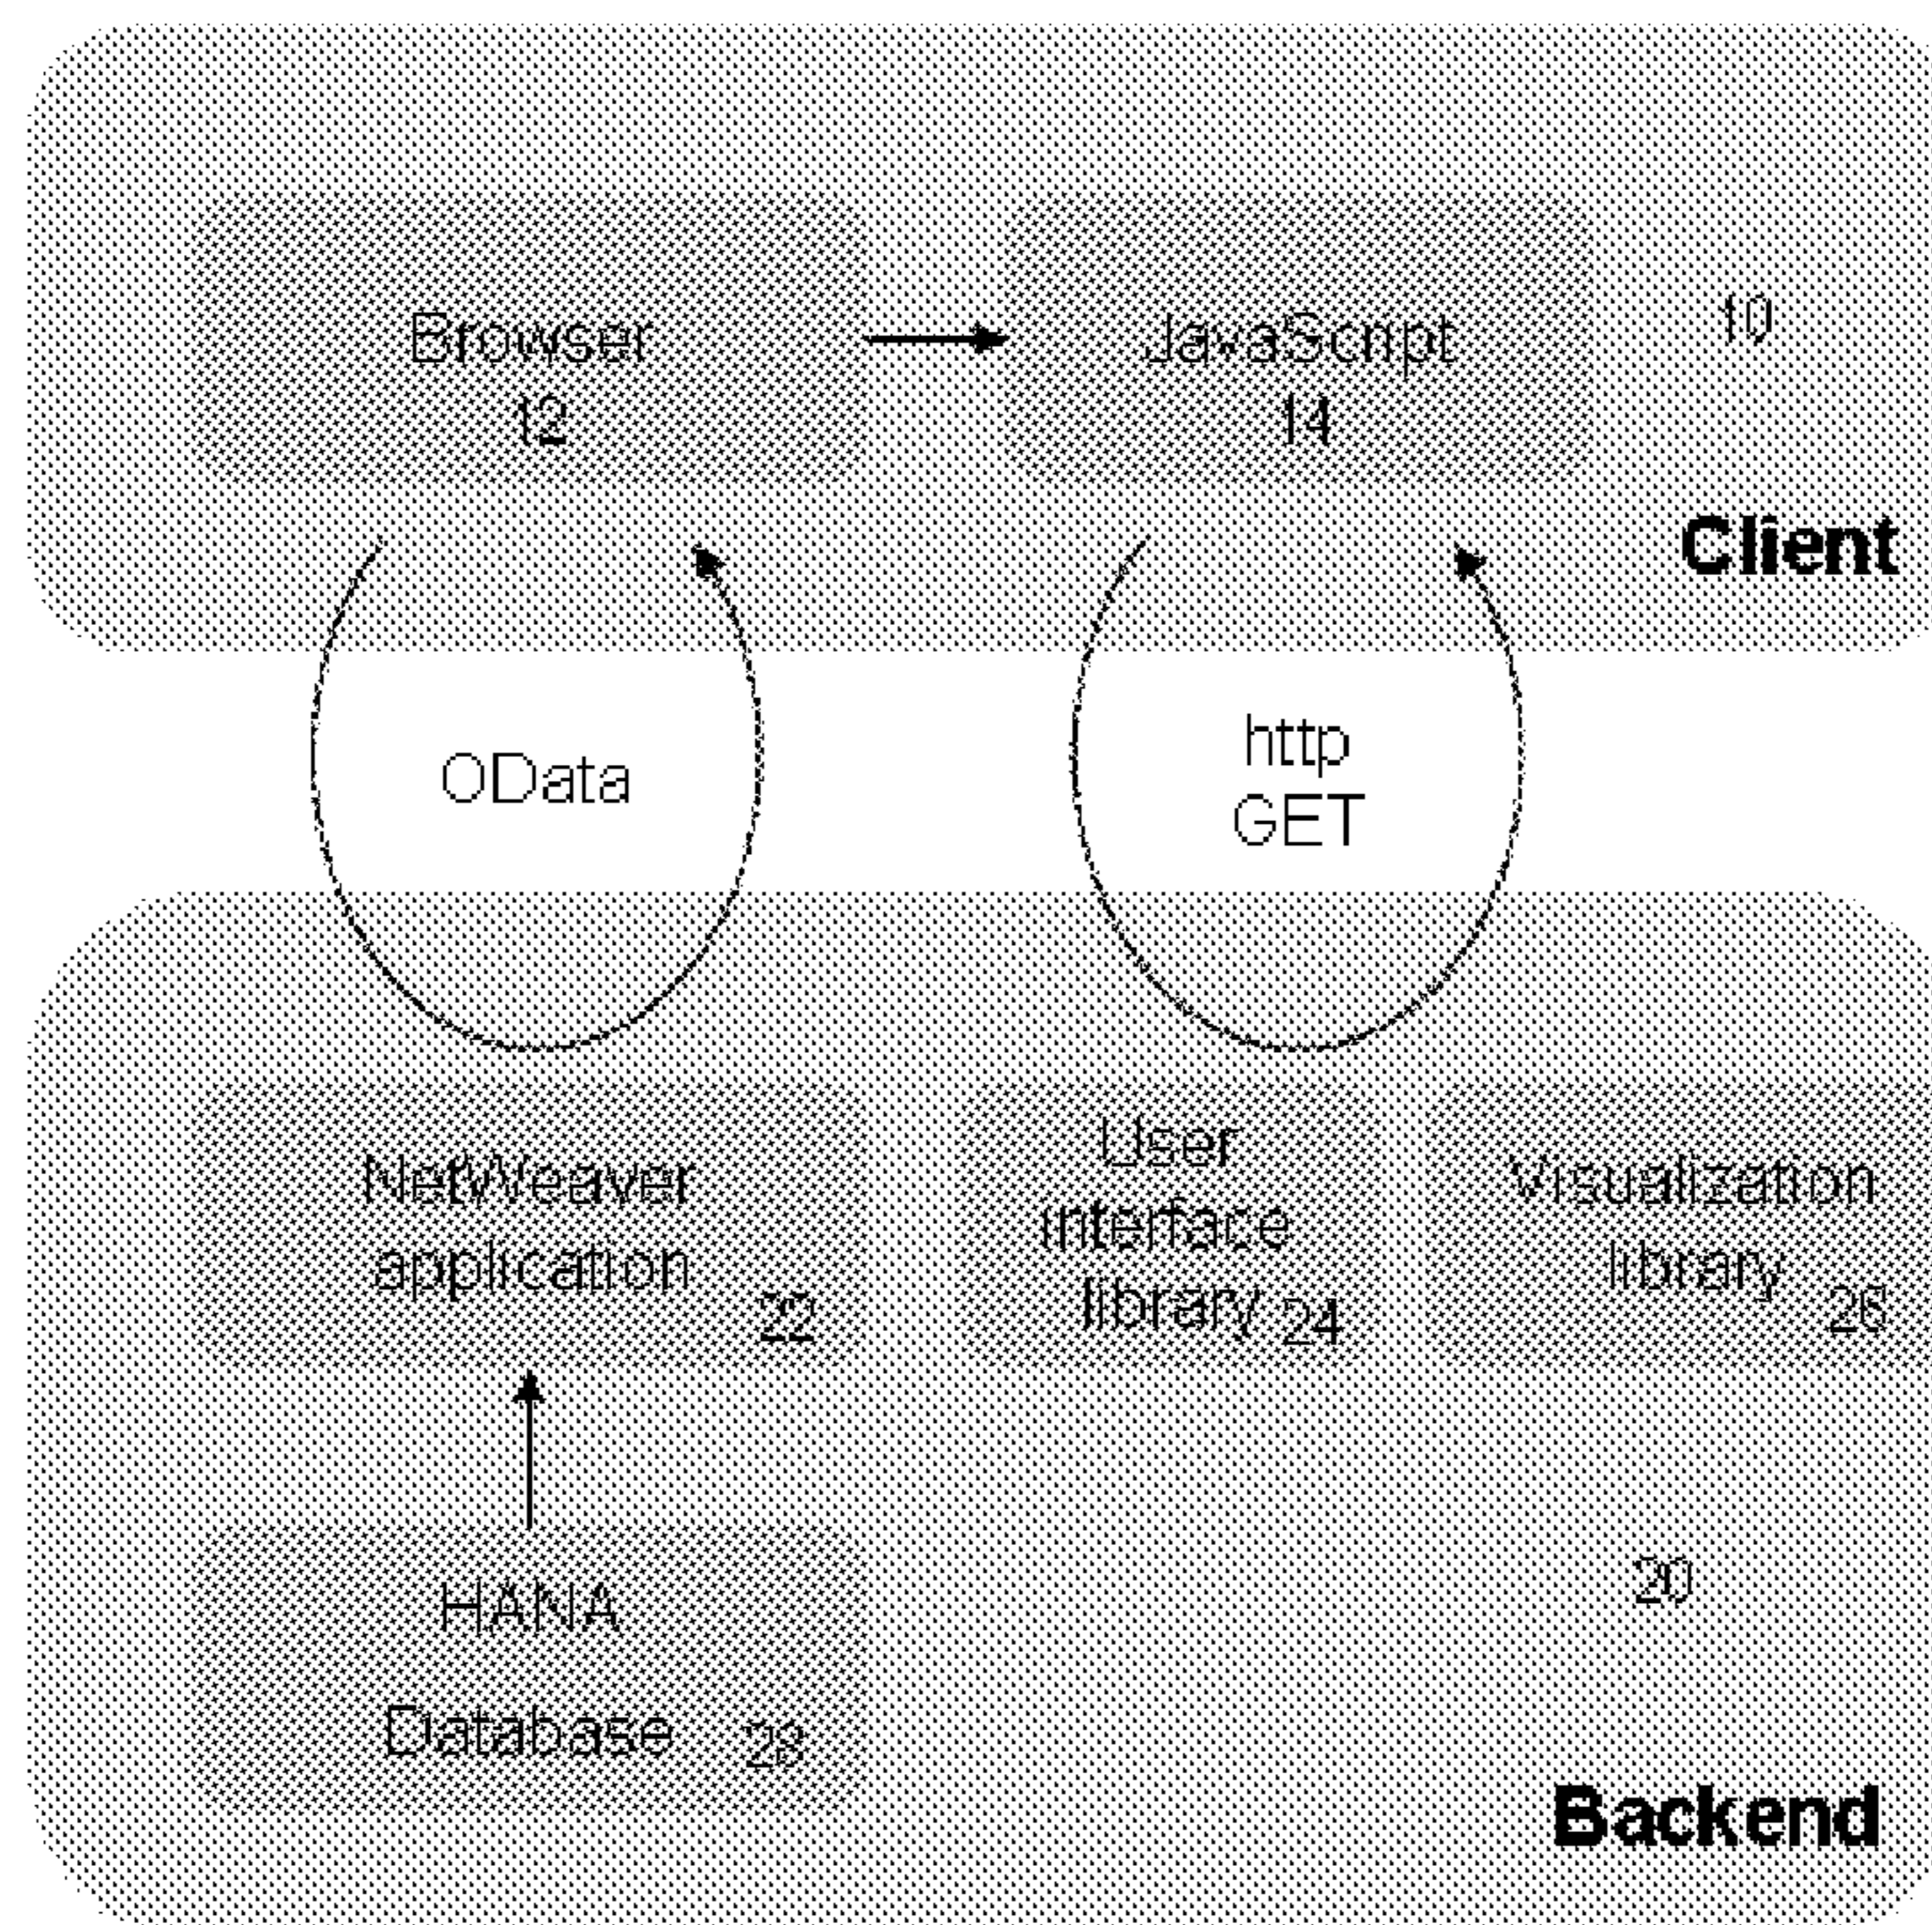 Browser
12
JavaScript
14
10
Client
OData
http
GET
NetWeaver
application
22
User
interface
library 24
Visualization
library
26
HANA
Database 28
20
Backend